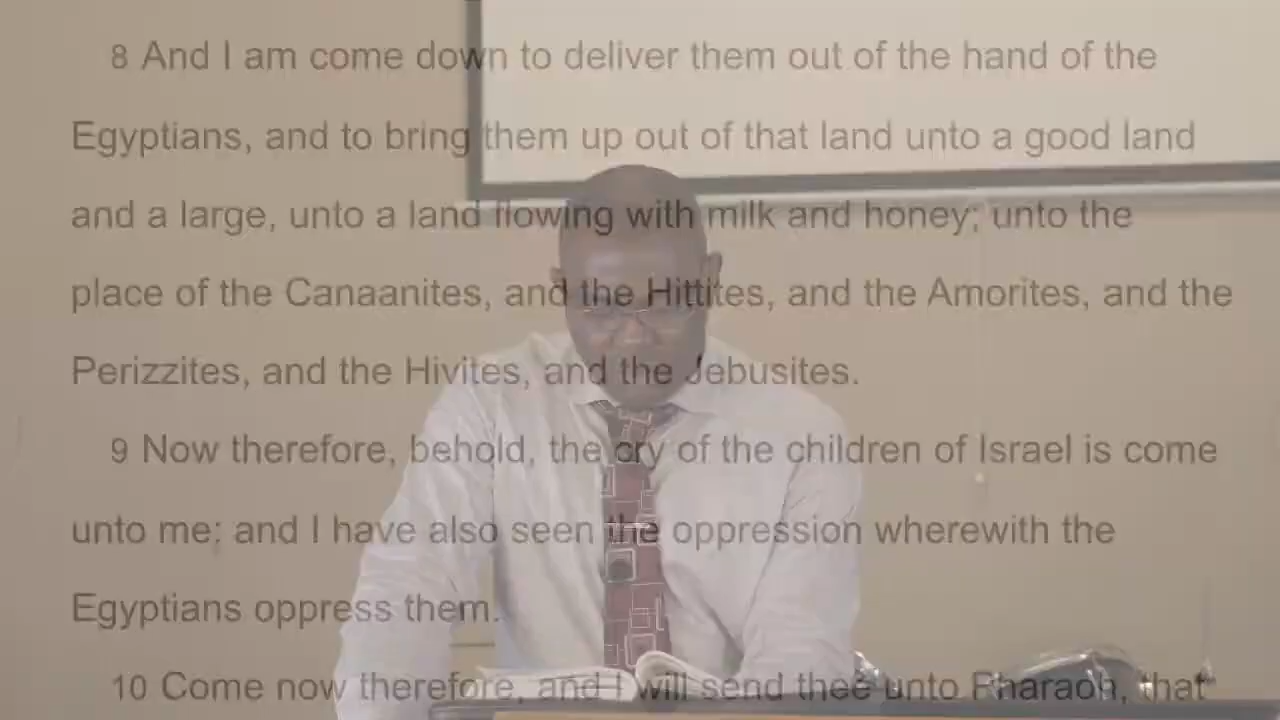 8 And I am come down to deliver them out of the hand of the
Egyptians, and to bring them up out of that land unto a good land
and a large, unto a land flowing with milk and honey; unto the
place of the Canaanites, and the Hittites, and the Amorites, and the
Perizzites, and the Hivites, and the Jebusites.
9 Now therefore, behold, the cry of the children of Israel is come
unto me: and I have also seen the oppression wherewith the
Egyptians oppress them.
10 Come now therefore, and I will send thee unto Pharaoh, that